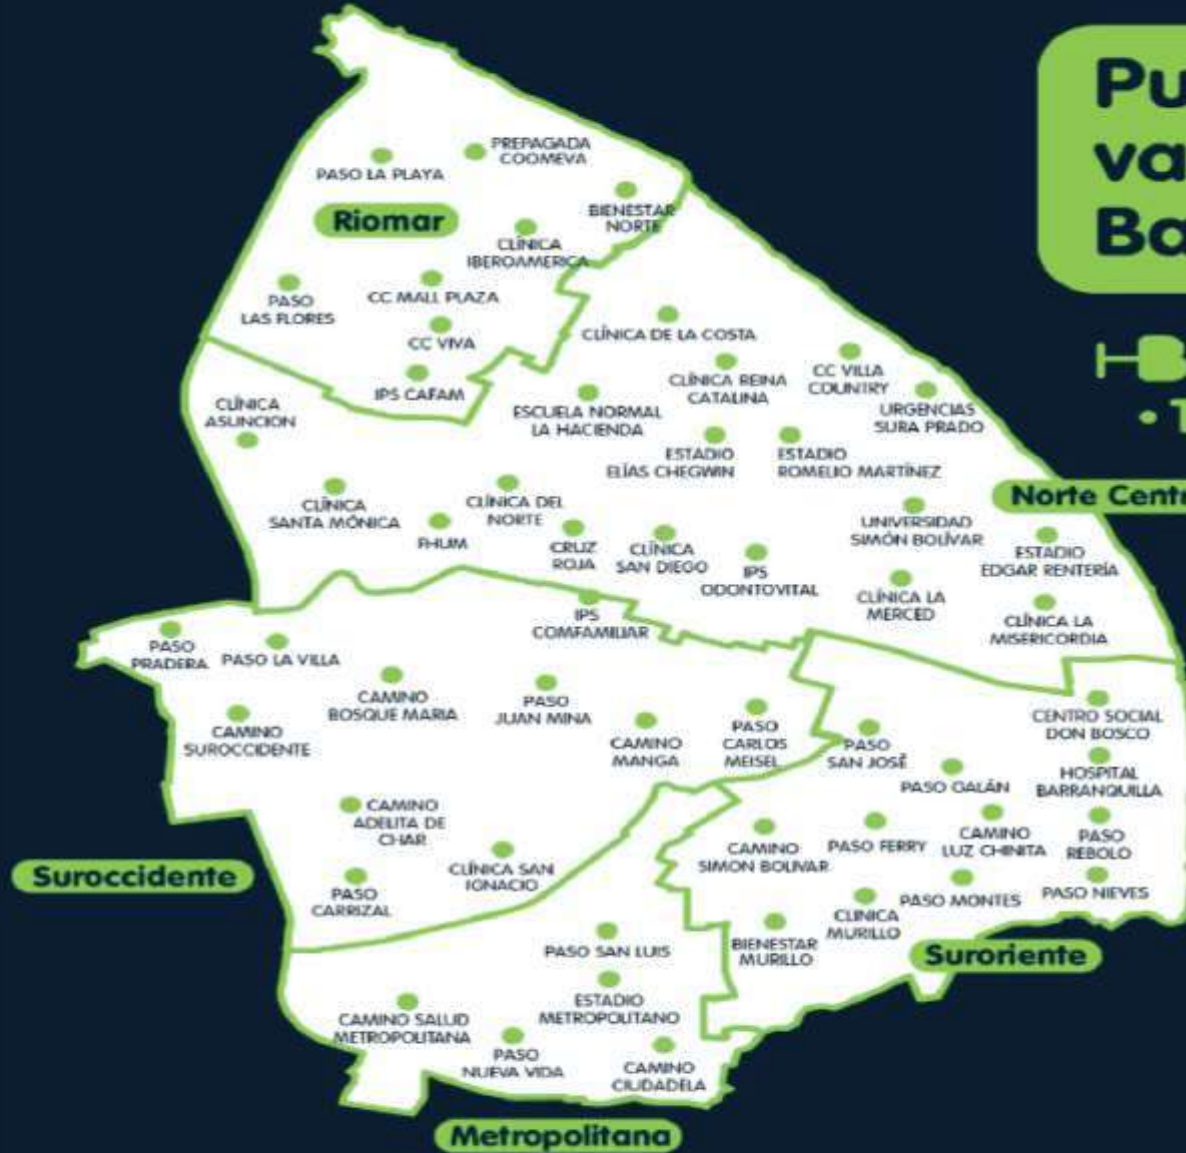 Pu
va
Ba
• T
PREPAGADA
COOMEVA
PASO LA PLAYA
Riomar
BIENESTAR
NORTE
CLÍNICA
IBEROAMERICA
PASO
LAS FLORES
CC MALL PLAZA
CC VIVA
IPS CAFAM
CLÍNICA DE LA COSTA
CLÍNICA REINA
CATALINA
CC VILLA
COUNTRY
URGENCIAS
SURA PRADO
CLÍNICA
ASUNCION
ESCUELA NORMAL
LA HACIENDA
ESTADIO
ELÍAS CHEGWIN
ESTADIO
ROMELIO MARTÍNEZ
Norte Centr
CLÍNICA
SANTA MÓNICA
FHUM
CLÍNICA DEL
NORTE
CRUZ
ROJA
CLÍNICA
SAN DIEGO
IPS
ODONTOVITAL
UNIVERSIDAD
SIMÓN BOLÍVAR
ESTADIO
EDGAR RENTERÍA
CLÍNICA LA
MERCED
CLÍNICA LA
MISERICORDIA
IPS
COMFAMILIAR
PASO
PRADERA
PASO LA VILLA
CAMINO
BOSQUE MARIA
PASO
JUAN MINA
CAMINO
SUROCCIDENTE
CAMINO
MANGA
PASO
CARLOS
MEISEL
PASO
SAN JOSÉ
CENTRO SOCIAL
DON BOSCO
PASO GALÁN
HOSPITAL
BARRANQUILLA
CAMINO
ADELITA DE
CHAR
CAMINO
SIMON BOLIVAR
PASO FERRY
CAMINO
LUZ CHINITA
PASO
REBOLO
Suroccidente
PASO
CARRIZAL
CLÍNICA SAN
IGNACIO
PASO MONTES
PASO NIEVES
CLINICA
MURILLO
BIENESTAR
MURILLO
Suroriente
PASO SAN LUIS
ESTADIO
METROPOLITANO
CAMINO SALUD
METROPOLITANA
PASO
NUEVA VIDA
CAMINO
CIUDADELA
Metropolitana